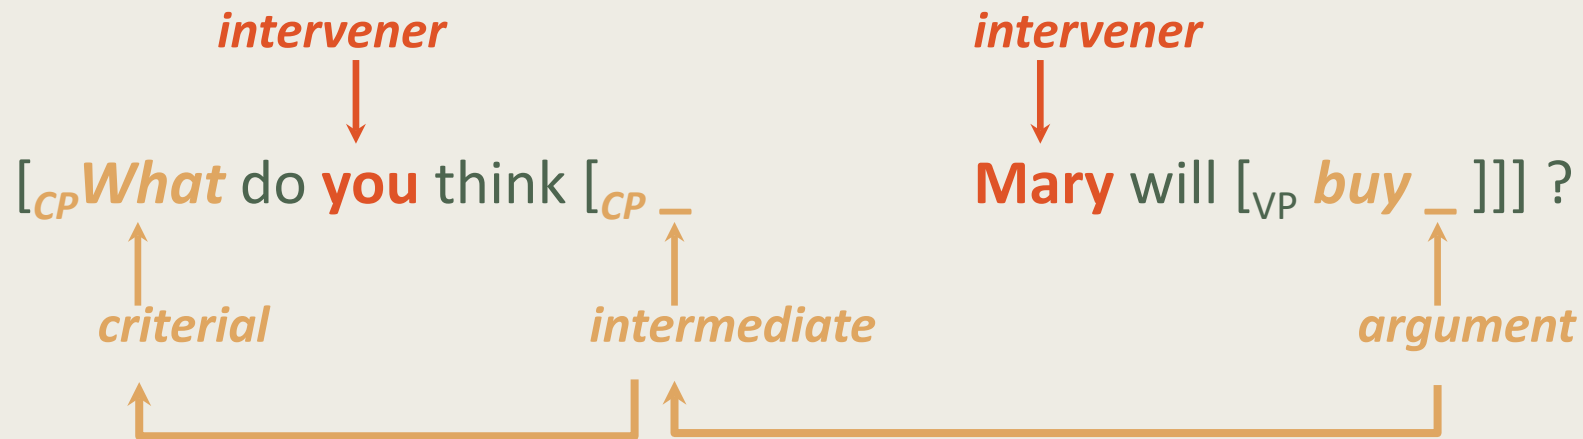 intervener intervener
[CP What do you think [CP _ Mary will [VP buy _ ]]] ?
criterial intermediate argument